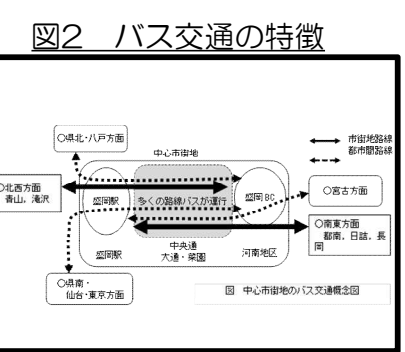 図2 バス交通の特徴
○県北・八戸方面
中心市街地
市街地路線
都市間路線
○北西方面
青山，滝沢
盛岡駅
多くの路線バスが運行
盛岡BC
○宮古方面
○南東方面
都南，日詰，長
岡
盛岡駅
中央通
大通・菜園
河南地区
○県南・
仙台・東京方面
図 中心市街地のバス交通概念図